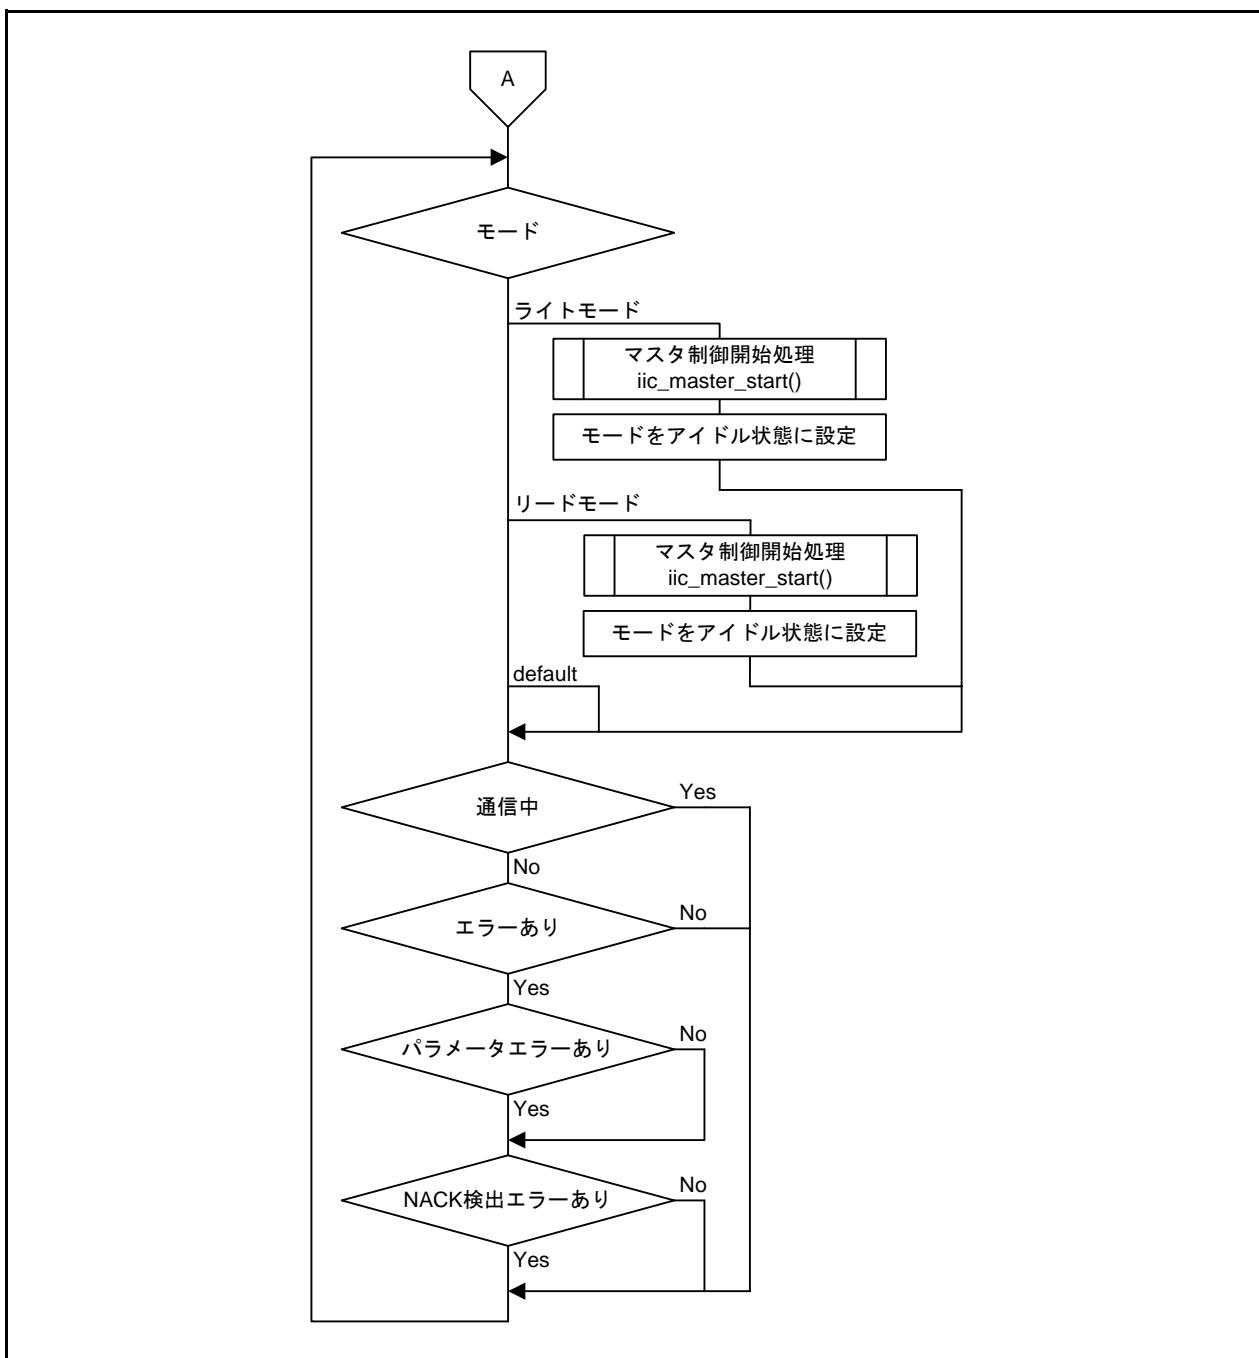 A
モード
ライトモード
マスタ制御開始処理
iic_master_start()
モードをアイドル状態に設定
リードモード
マスタ制御開始処理
iic_master_start()
モードをアイドル状態に設定
default
通信中
Yes
No
エラーあり
No
Yes
パラメータエラーあり
No
Yes
NACK検出エラーあり
No
Yes